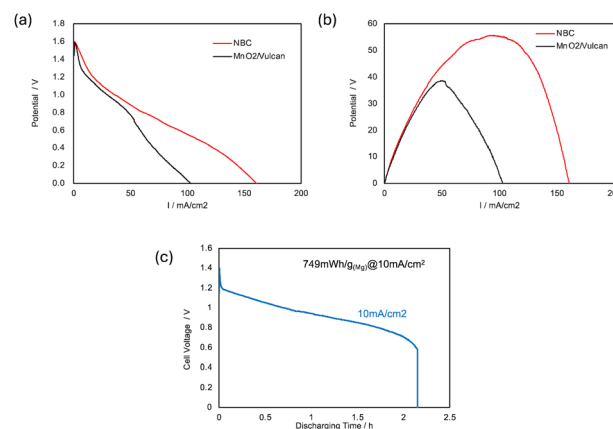 (a)
1.8
1.6
1.4
1.2
1.0
0.8
0.6
0.4
0.2
0.0
Potential / V
NBC
MnO2/Vulcan
0
50
100
150
200
I / mA/cm2
(b)
60
50
40
30
20
10
0
Potential / V
NBC
MnO2/Vulcan
0
50
100
150
200
I / mA/cm2
(c)
1.6
1.4
1.2
1
0.8
0.6
0.4
0.2
0
Cell Voltage / V
749mWh/g(Mg)@10mA/cm²
10mA/cm2
0
0.5
1
1.5
2
2.5
Discharging Time / h